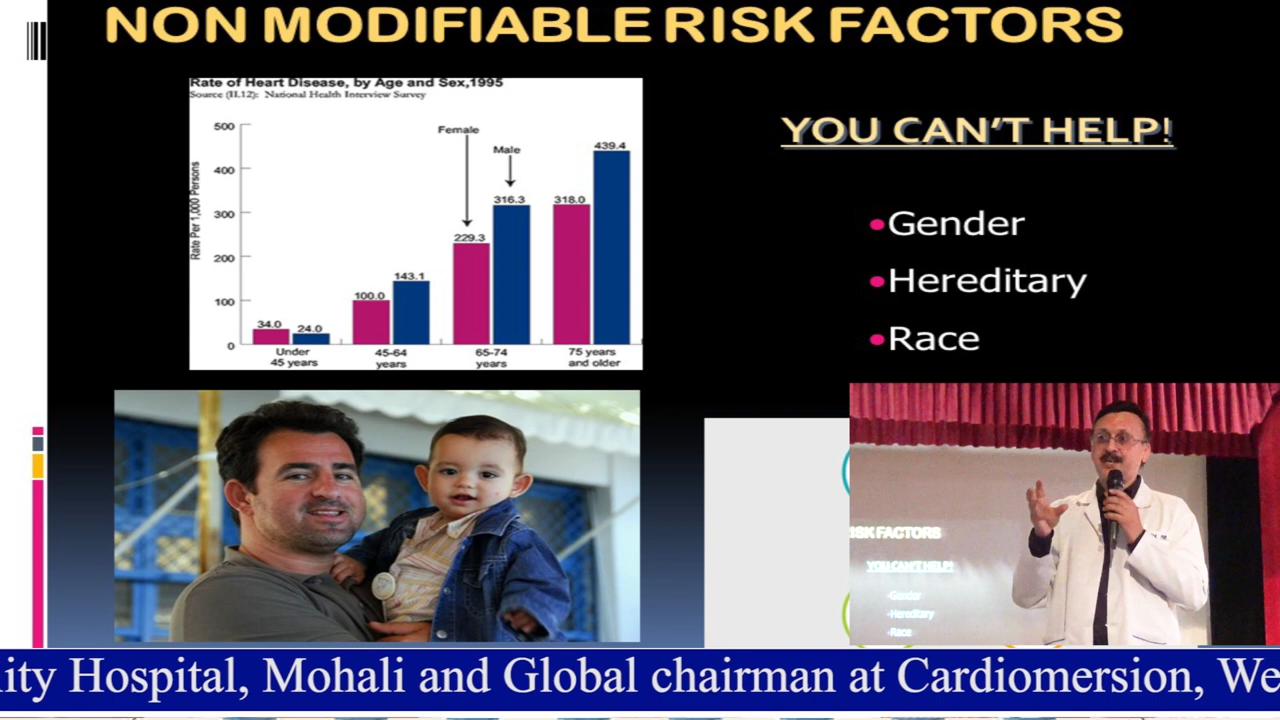 NON MODIFIABLE RISK FACTORS
Rate of Heart Disease, by Age and Sex,1995
Source (II.12): National Health Interview Survey
Rate Per 1,000 Persons
500
400
300
200
100
0
Female
Male
34.0
24.0
100.0
143.1
229.3
316.3
318.0
439.4
Under
45 years
45-64
years
65-74
years
75 years
and older
YOU CAN'T HELP!
•Gender
•Hereditary
•Race
ISK FACTORS
YOU CAN'T HELP!
•Gender
•Hereditary
•Race
ity Hospital, Mohali and Global chairman at Cardiomersion, We